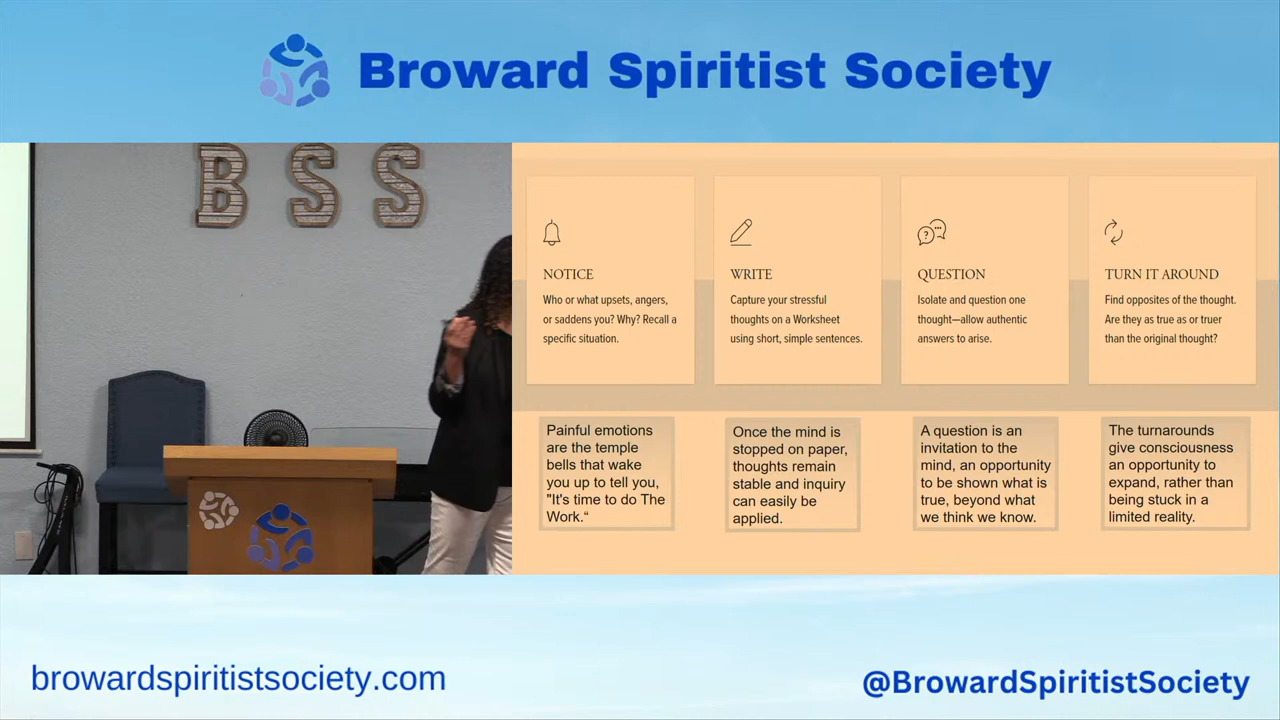 Broward Spiritist Society
B S S
NOTICE
Who or what upsets, angers,
or saddens you? Why? Recall a
specific situation.
WRITE
Capture your stressful
thoughts on a Worksheet
using short, simple sentences.
QUESTION
Isolate and question one
thought—allow authentic
answers to arise.
TURN IT AROUND
Find opposites of the thought.
Are they as true as or truer
than the original thought?
Painful emotions
are the temple
bells that wake
you up to tell you,
"It's time to do The
Work.“
Once the mind is
stopped on paper,
thoughts remain
stable and inquiry
can easily be
applied.
A question is an
invitation to the
mind, an opportunity
to be shown what is
true, beyond what
we think we know.
The turnarounds
give consciousness
an opportunity to
expand, rather than
being stuck in a
limited reality.
browardspiritistsociety.com
@BrowardSpiritistSociety